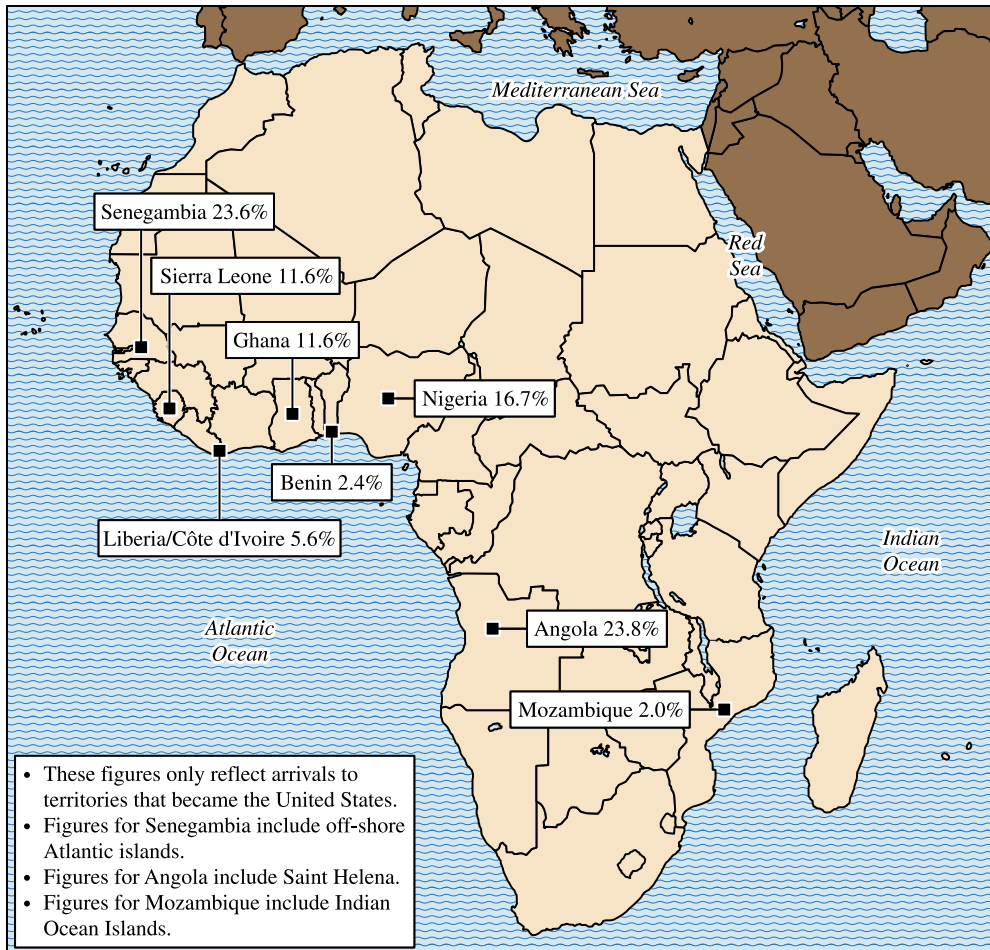 Mediterranean Sea
Senegambia 23.6%
Red
Sea
Sierra Leone 11.6%
Ghana 11.6%
Nigeria 16.7%
Benin 2.4%
Liberia/Côte d'Ivoire 5.6%
Indian
Ocean
Atlantic
Ocean
Angola 23.8%
Mozambique 2.0%
• These figures only reflect arrivals to
territories that became the United States.
• Figures for Senegambia include off-shore
Atlantic islands.
• Figures for Angola include Saint Helena.
• Figures for Mozambique include Indian
Ocean Islands.